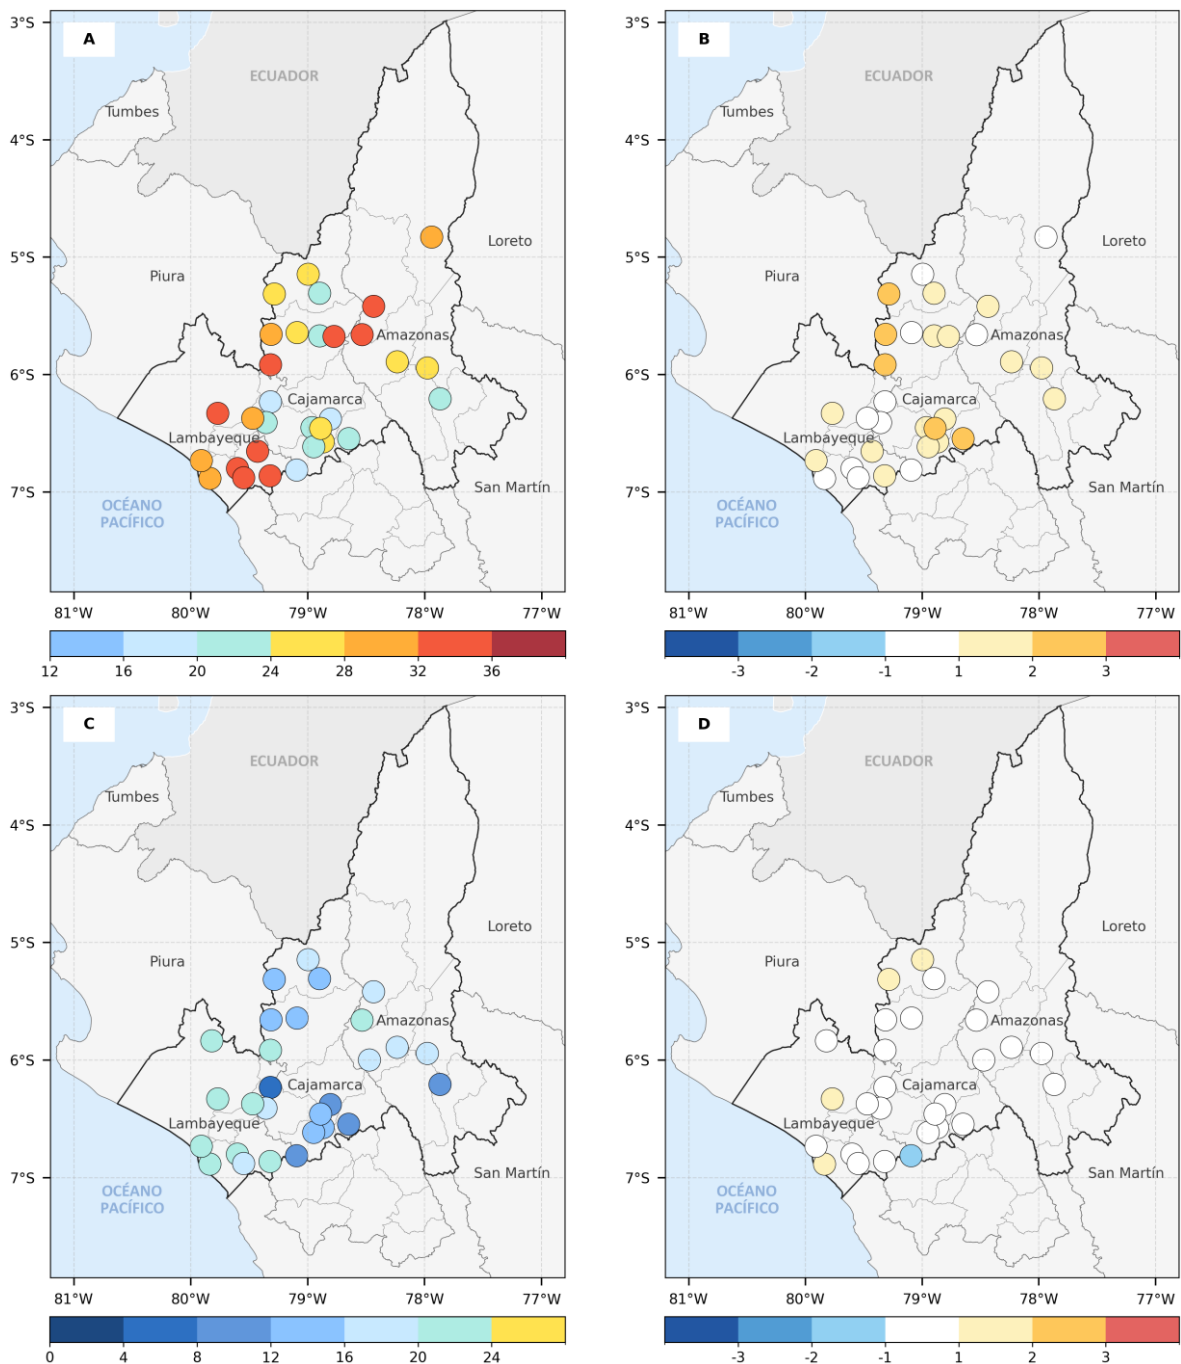 A
3°S
4°S
5°S
6°S
7°S
ECUADOR
Tumbes
Loreto
Piura
Amazonas
Cajamarca
Lambayeque
San Martín
OCÉANO
PACÍFICO
81°W 80°W 79°W 78°W 77°W
12 16 20 24 28 32 36
B
3°S
4°S
5°S
6°S
7°S
ECUADOR
Tumbes
Loreto
Piura
Amazonas
Cajamarca
Lambayeque
San Martín
OCÉANO
PACÍFICO
81°W 80°W 79°W 78°W 77°W
-3 -2 -1 1 2 3
C
3°S
4°S
5°S
6°S
7°S
ECUADOR
Tumbes
Loreto
Piura
Amazonas
Cajamarca
Lambayeque
San Martín
OCÉANO
PACÍFICO
81°W 80°W 79°W 78°W 77°W
0 4 8 12 16 20 24
D
3°S
4°S
5°S
6°S
7°S
ECUADOR
Tumbes
Loreto
Piura
Amazonas
Cajamarca
Lambayeque
San Martín
OCÉANO
PACÍFICO
81°W 80°W 79°W 78°W 77°W
-3 -2 -1 1 2 3